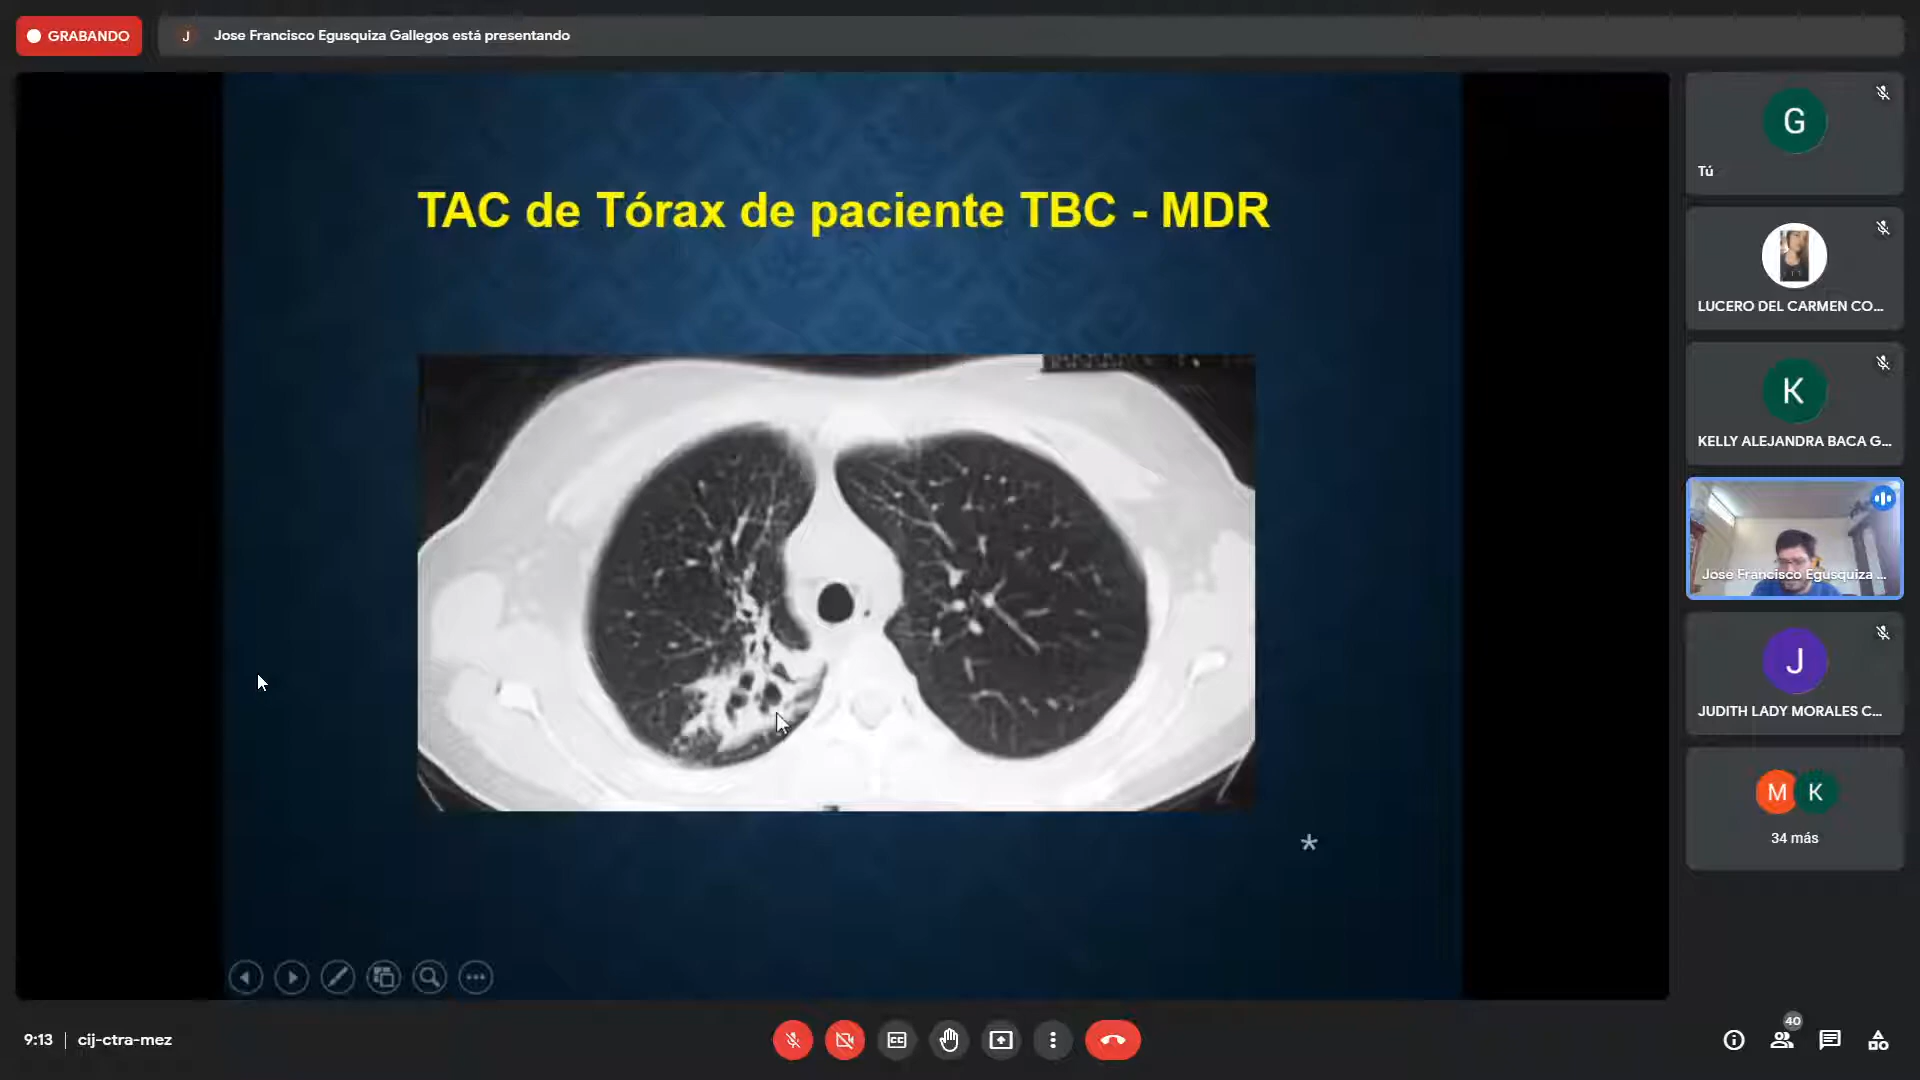 GRABANDO
J
Jose Francisco Egusquiza Gallegos está presentando
TAC de Tórax de paciente TBC - MDR
*
G
Tú
LUCERO DEL CARMEN CO...
K
KELLY ALEJANDRA BACA G...
Jose Francisco Egusquiza ...
J
JUDITH LADY MORALES C...
M K
34 más
9:13 | cij-ctra-mez
CC
40